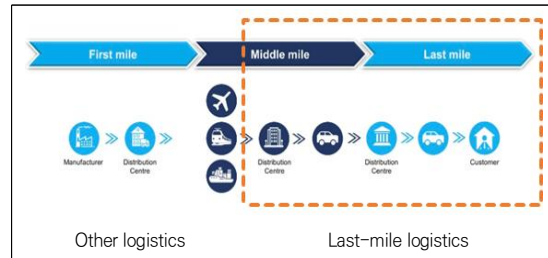 First mile
Middle mile
Last mile
Manufacturer
Distribution
Centre
Distribution
Centre
Distribution
Centre
Customer
Other logistics
Last-mile logistics